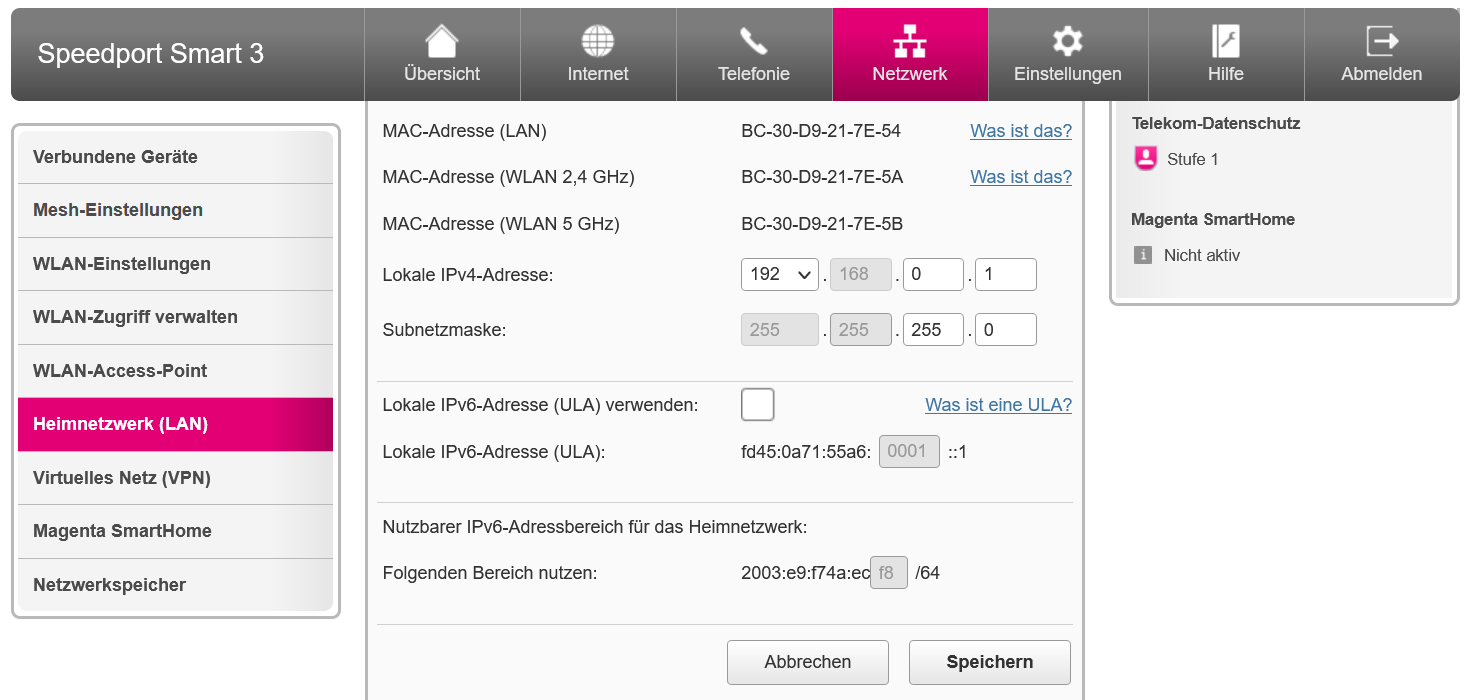 Speedport Smart 3
Übersicht
Internet
Telefonie
Netzwerk
Einstellungen
Hilfe
Abmelden
Verbundene Geräte
Mesh-Einstellungen
WLAN-Einstellungen
WLAN-Zugriff verwalten
WLAN-Access-Point
Heimnetzwerk (LAN)
Virtuelles Netz (VPN)
Magenta SmartHome
Netzwerkspeicher
MAC-Adresse (LAN) BC-30-D9-21-7E-54 Was ist das?
MAC-Adresse (WLAN 2,4 GHz) BC-30-D9-21-7E-5A Was ist das?
MAC-Adresse (WLAN 5 GHz) BC-30-D9-21-7E-5B
Lokale IPv4-Adresse: 192 . 168 . 0 . 1
Subnetzmaske: 255 . 255 . 255 . 0
Lokale IPv6-Adresse (ULA) verwenden: Was ist eine ULA?
Lokale IPv6-Adresse (ULA): fd45:0a71:55a6: 0001 ::1
Nutzbarer IPv6-Adressbereich für das Heimnetzwerk:
Folgenden Bereich nutzen: 2003:e9:f74a:ec f8 /64
Abbrechen Speichern
Telekom-Datenschutz
Stufe 1
Magenta SmartHome
i Nicht aktiv